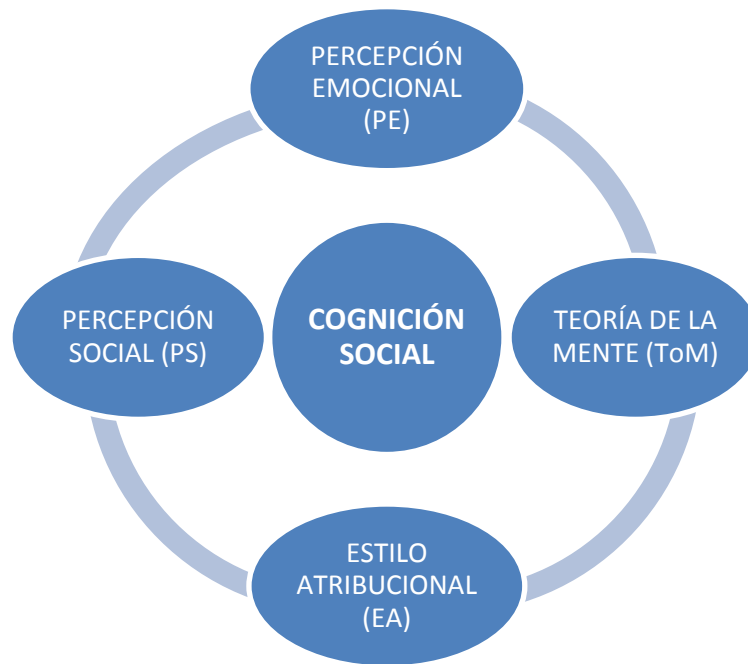 PERCEPCIÓN
EMOCIONAL
(PE)
PERCEPCIÓN
SOCIAL (PS)
COGNICIÓN
SOCIAL
TEORÍA DE LA
MENTE (ToM)
ESTILO
ATRIBUCIONAL
(EA)